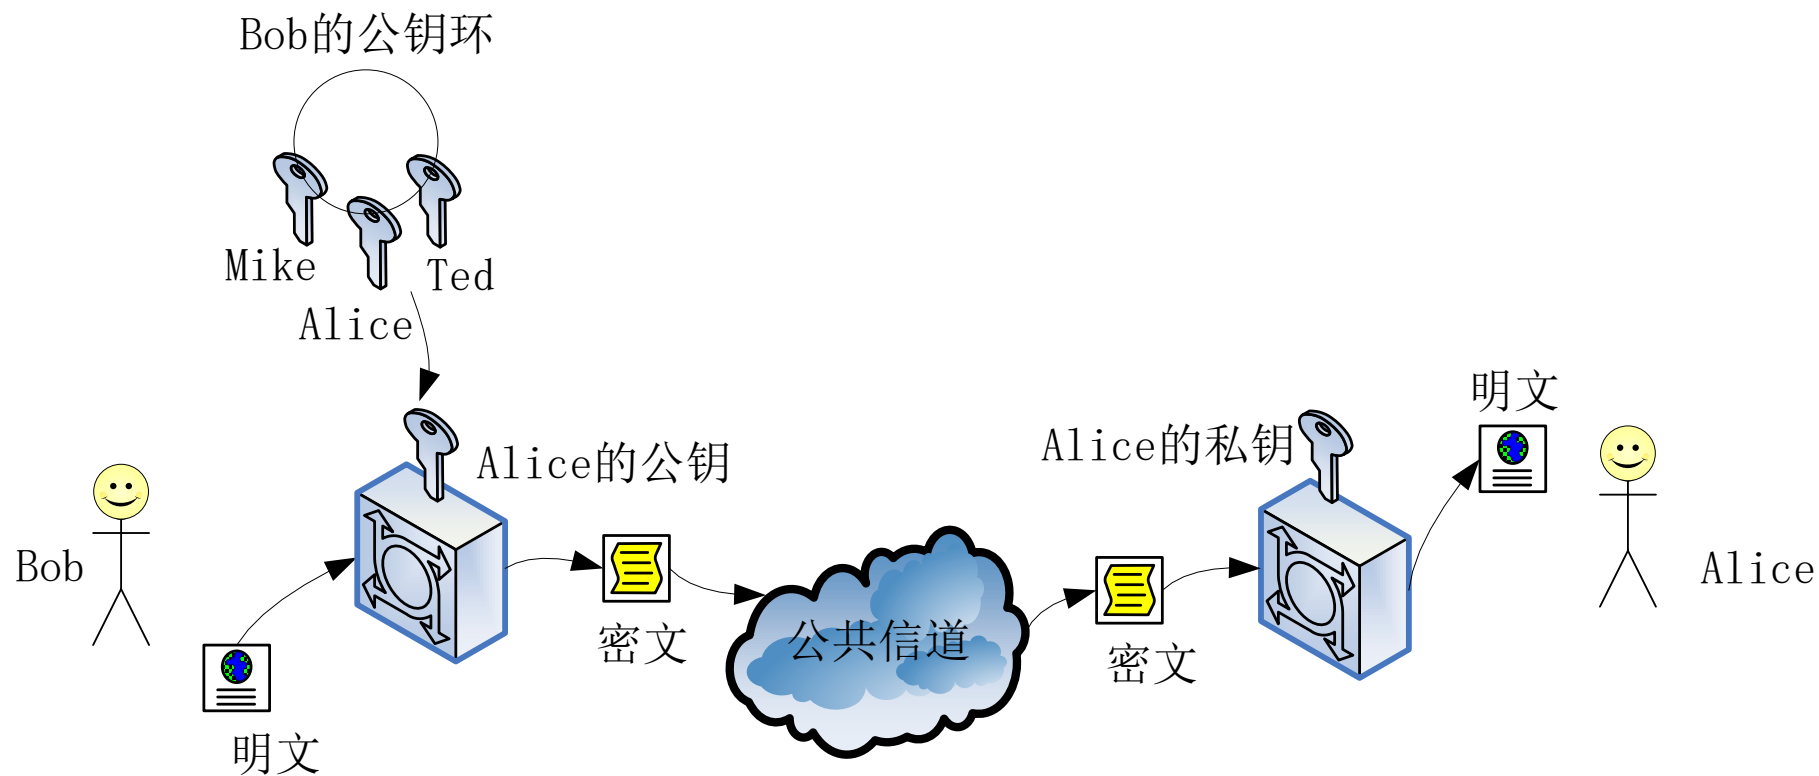 Bob的公钥环
Mike
Ted
Alice
Alice的公钥
Alice的私钥
明文
Bob
Alice
密文
公共信道
密文
明文